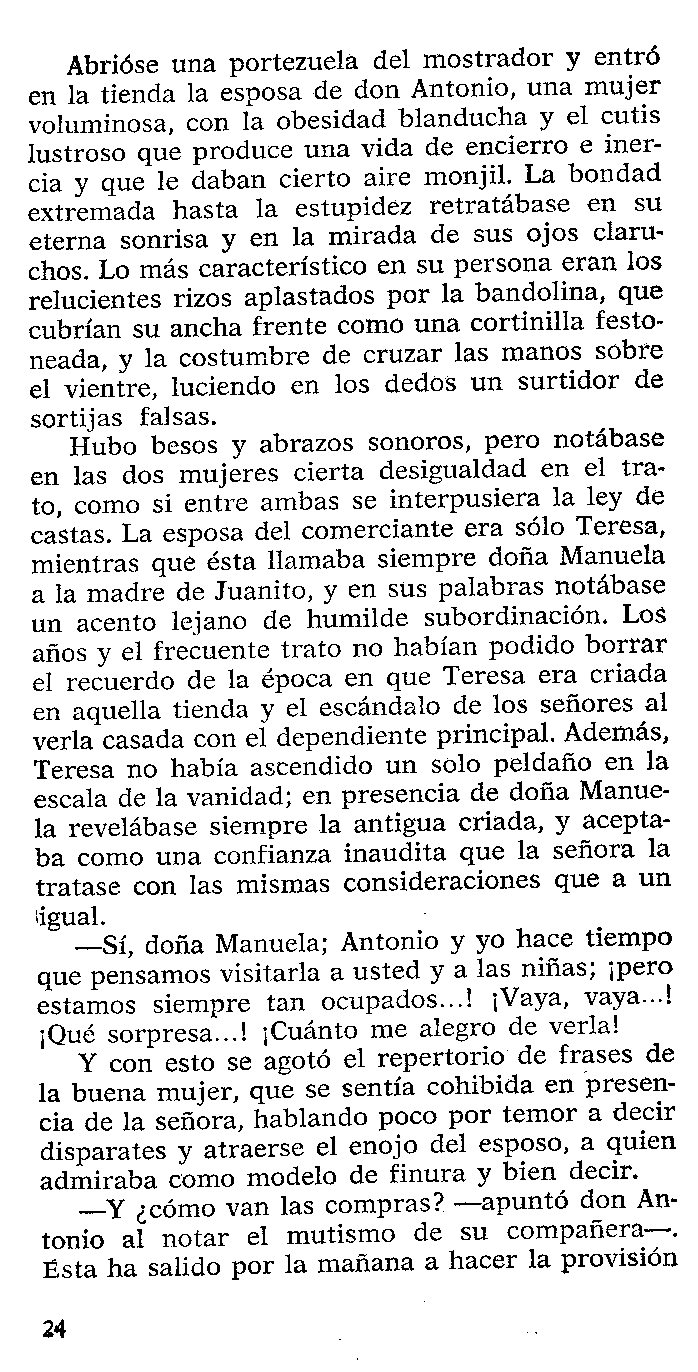 Abrióse una portezuela del mostrador y entró
en la tienda la esposa de don Antonio, una mujer
voluminosa, con la obesidad blanducha y el cutis
lustroso que produce una vida de encierro e iner-
cia y que le daban cierto aire monjil. La bondad
extremada hasta la estupidez retratábase en su
eterna sonrisa y en la mirada de sus ojos claru-
chos. Lo más característico en su persona eran los
relucientes rizos aplastados por la bandolina, que
cubrían su ancha frente como una cortinilla festo-
neada, y la costumbre de cruzar las manos sobre
el vientre, luciendo en los dedos un surtidor de
sortijas falsas.
Hubo besos y abrazos sonoros, pero notábase
en las dos mujeres cierta desigualdad en el tra-
to, como si entre ambas se interpusiera la ley de
castas. La esposa del comerciante era sólo Teresa,
mientras que ésta llamaba siempre doña Manuela
a la madre de Juanito, y en sus palabras notábase
un acento lejano de humilde subordinación. Los
años y el frecuente trato no habían podido borrar
el recuerdo de la época en que Teresa era criada
en aquella tienda y el escándalo de los señores al
verla casada con el dependiente principal. Además,
Teresa no había ascendido un solo peldaño en la
escala de la vanidad; en presencia de doña Manue-
la revelábase siempre la antigua criada, y acepta-
ba como una confianza inaudita que la señora la
tratase con las mismas consideraciones que a un
igual.
—Sí, doña Manuela; Antonio y yo hace tiempo
que pensamos visitarla a usted y a las niñas; ¡pero
estamos siempre tan ocupados...! ¡Vaya, vaya...!
¡Qué sorpresa...! ¡Cuánto me alegro de verla!
Y con esto se agotó el repertorio de frases de
la buena mujer, que se sentía cohibida en presen-
cia de la señora, hablando poco por temor a decir
disparates y atraerse el enojo del esposo, a quien
admiraba como modelo de finura y bien decir.
—Y ¿cómo van las compras? —apuntó don An-
tonio al notar el mutismo de su compañera—.
Ésta ha salido por la mañana a hacer la provisión
24